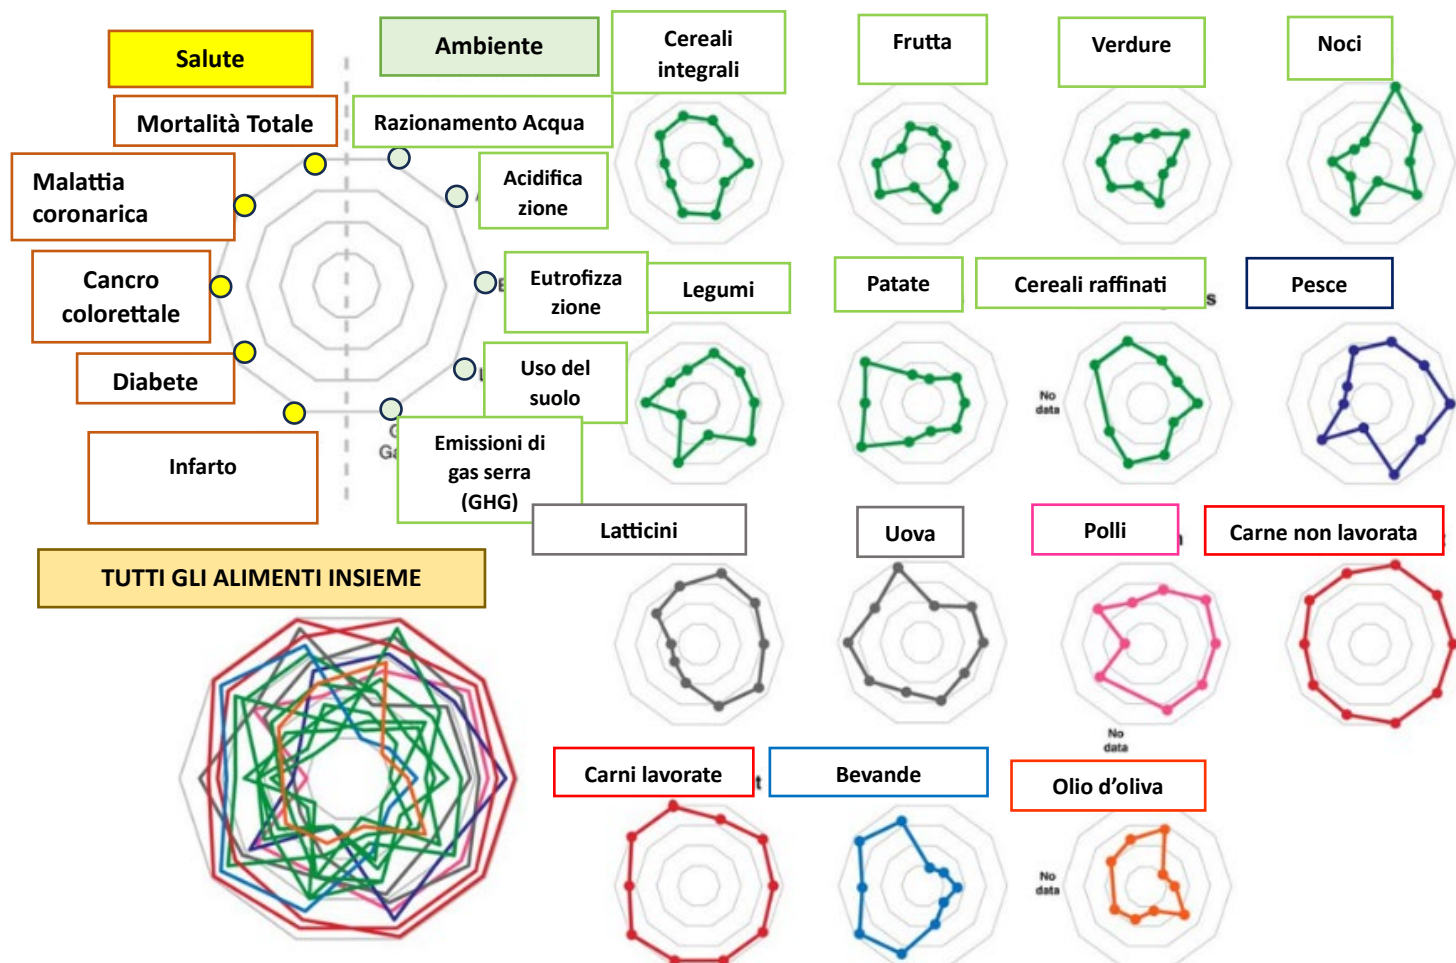 Salute
Ambiente
Mortalità Totale
Razionamento Acqua
Malattia
coronarica
Acidifica
zione
Cancro
colorettale
Eutrofizza
zione
Diabete
Uso del
suolo
Infarto
Emissioni di
gas serra
(GHG)
Cereali
integrali
Frutta
Verdure
Noci
Legumi
Patate
Cereali raffinati
s
Pesce
No
data
Latticini
Uova
Polli
Carne non lavorata
No
data
TUTTI GLI ALIMENTI INSIEME
Carni lavorate
t
Bevande
Olio d'oliva
No
data